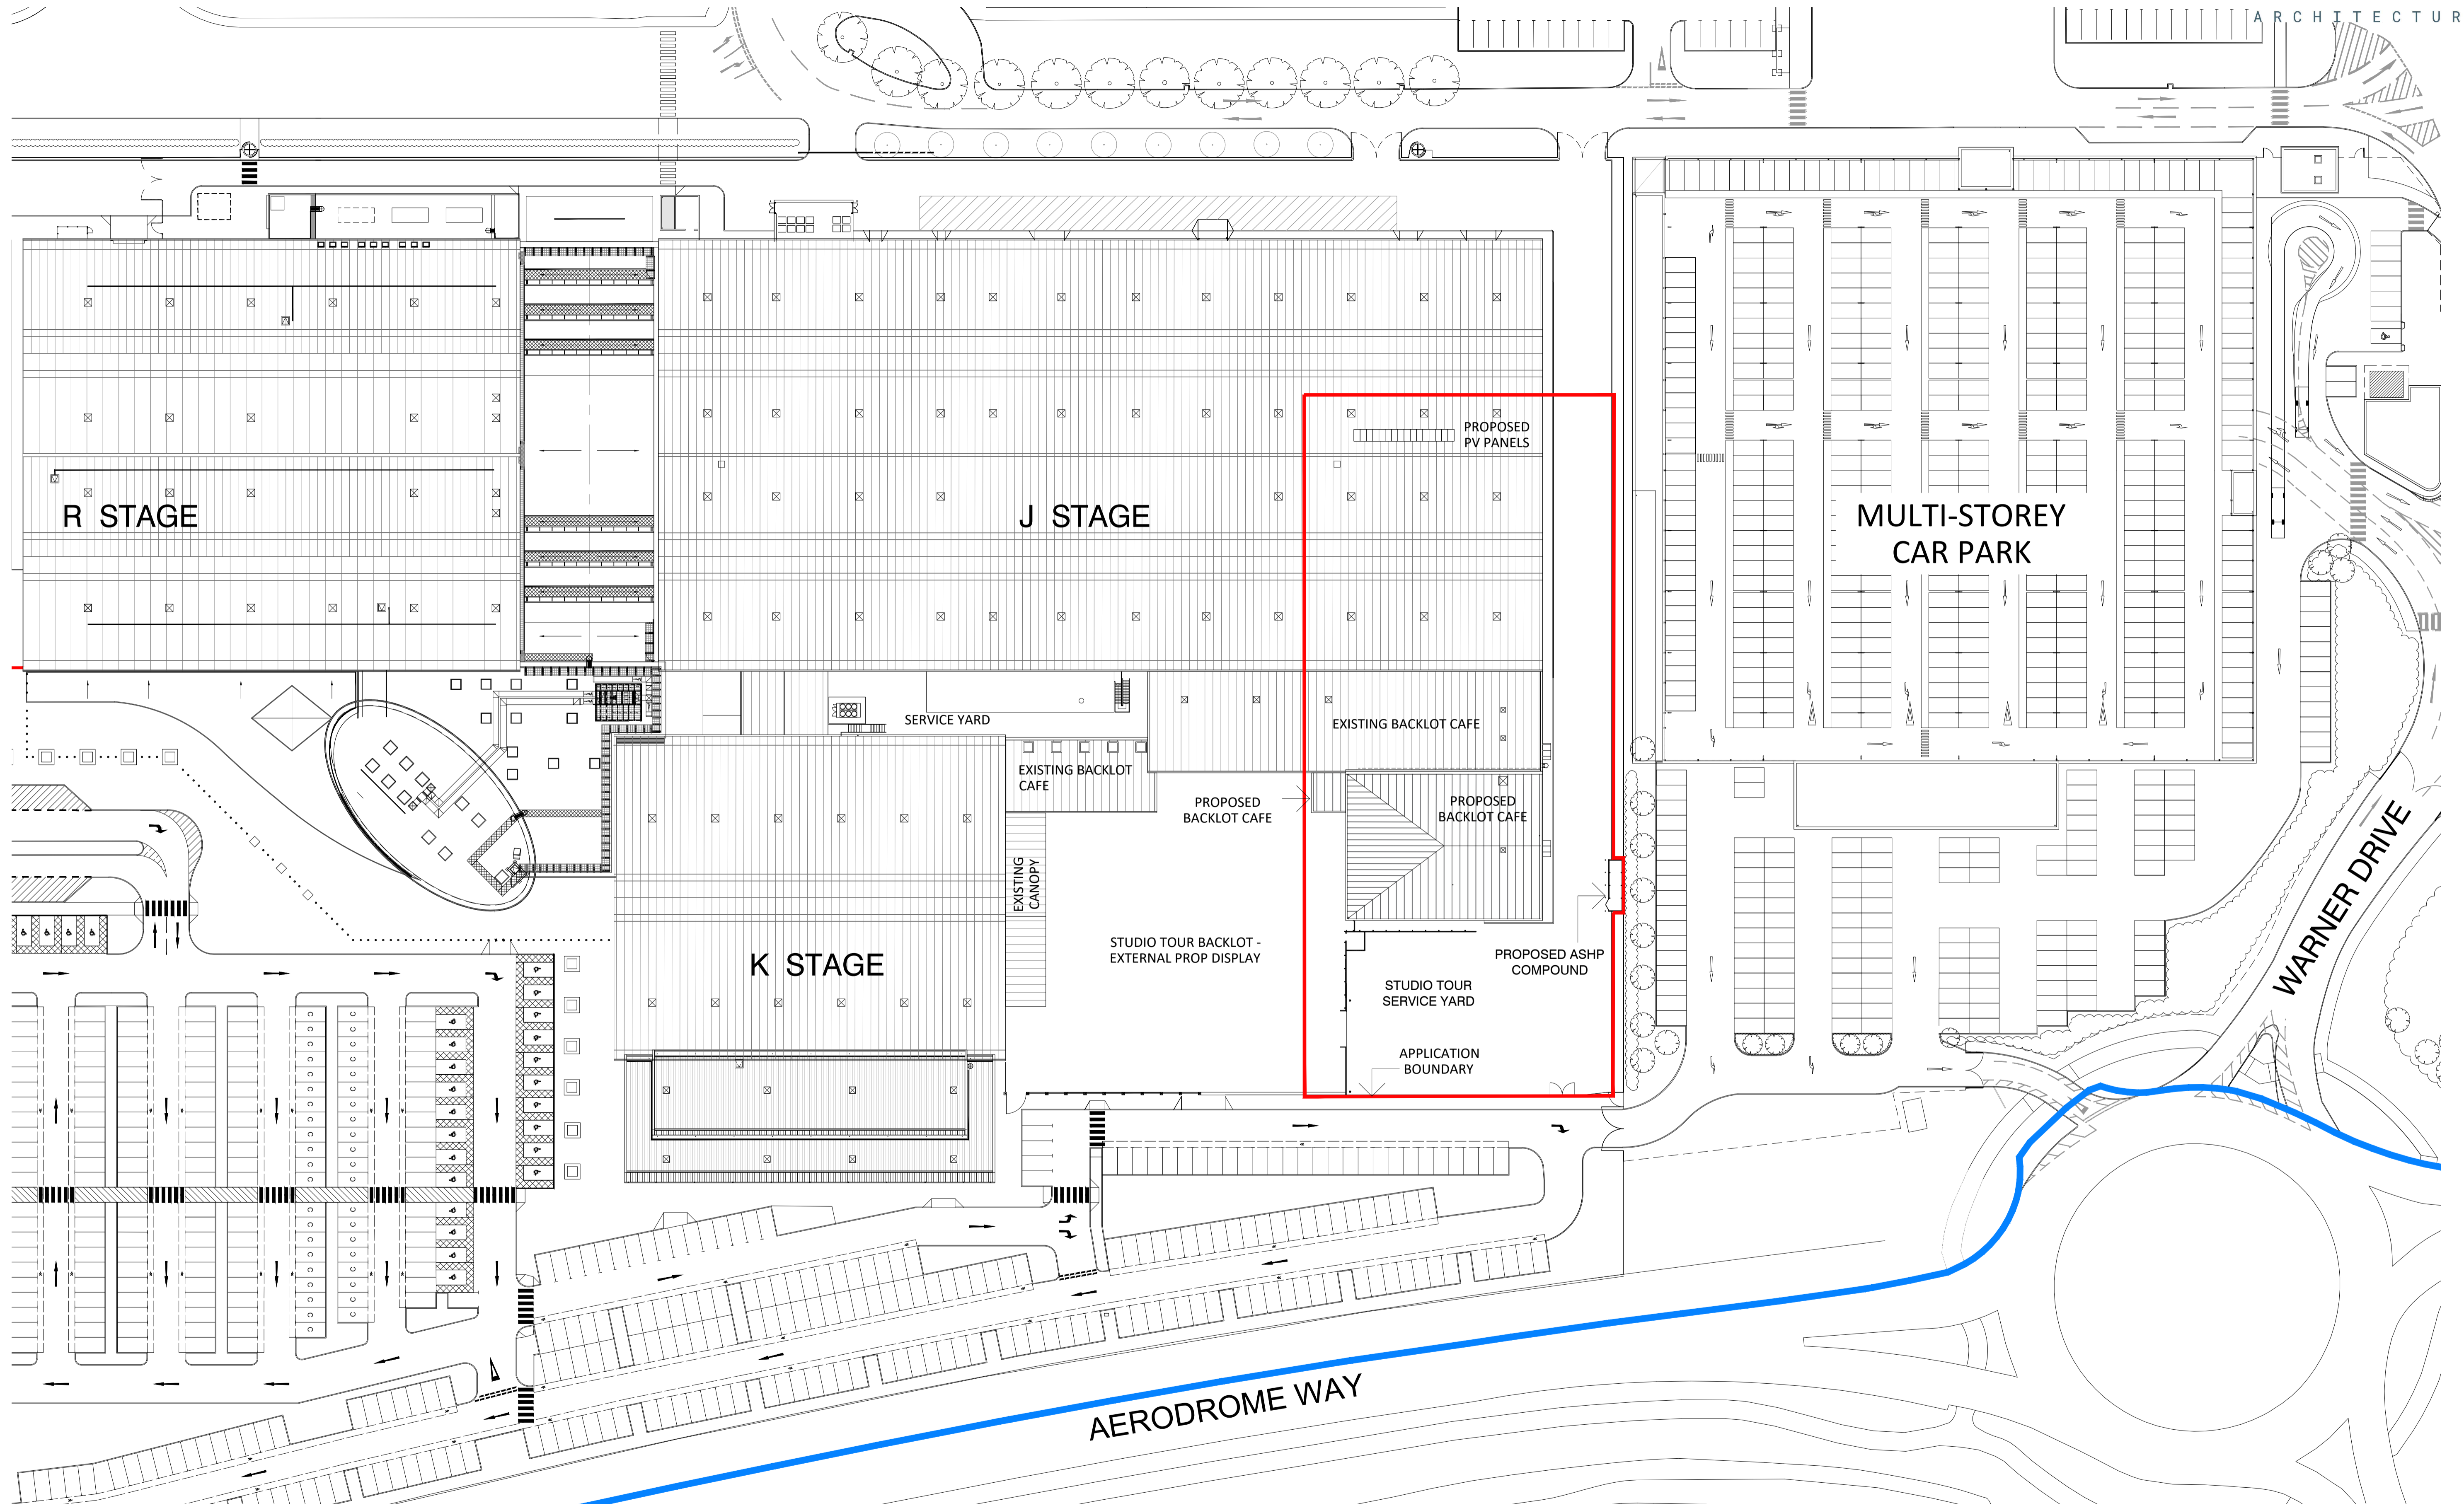 ARCHITECTUR
PROPOSED
PV PANELS
R STAGE
J STAGE
MULTI-STOREY
CAR PARK
SERVICE YARD
EXISTING BACKLOT CAFE
EXISTING BACKLOT
CAFE
PROPOSED
BACKLOT CAFE
PROPOSED
BACKLOT CAFE
EXISTING
CANOPY
WARNER DRIVE
K STAGE
STUDIO TOUR BACKLOT -
EXTERNAL PROP DISPLAY
PROPOSED ASHP
COMPOUND
STUDIO TOUR
SERVICE YARD
APPLICATION
BOUNDARY
AERODROME WAY